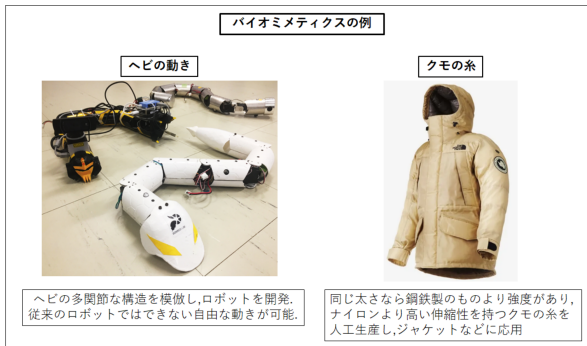 バイオミメティクスの例
ヘビの動き
クモの糸
ヘビの多関節な構造を模倣し,ロボットを開発.
従来のロボットではできない自由な動きが可能.
同じ太さなら鋼鉄製のものより強度があり,
ナイロンより高い伸縮性を持つクモの糸を
人工生産し,ジャケットなどに応用